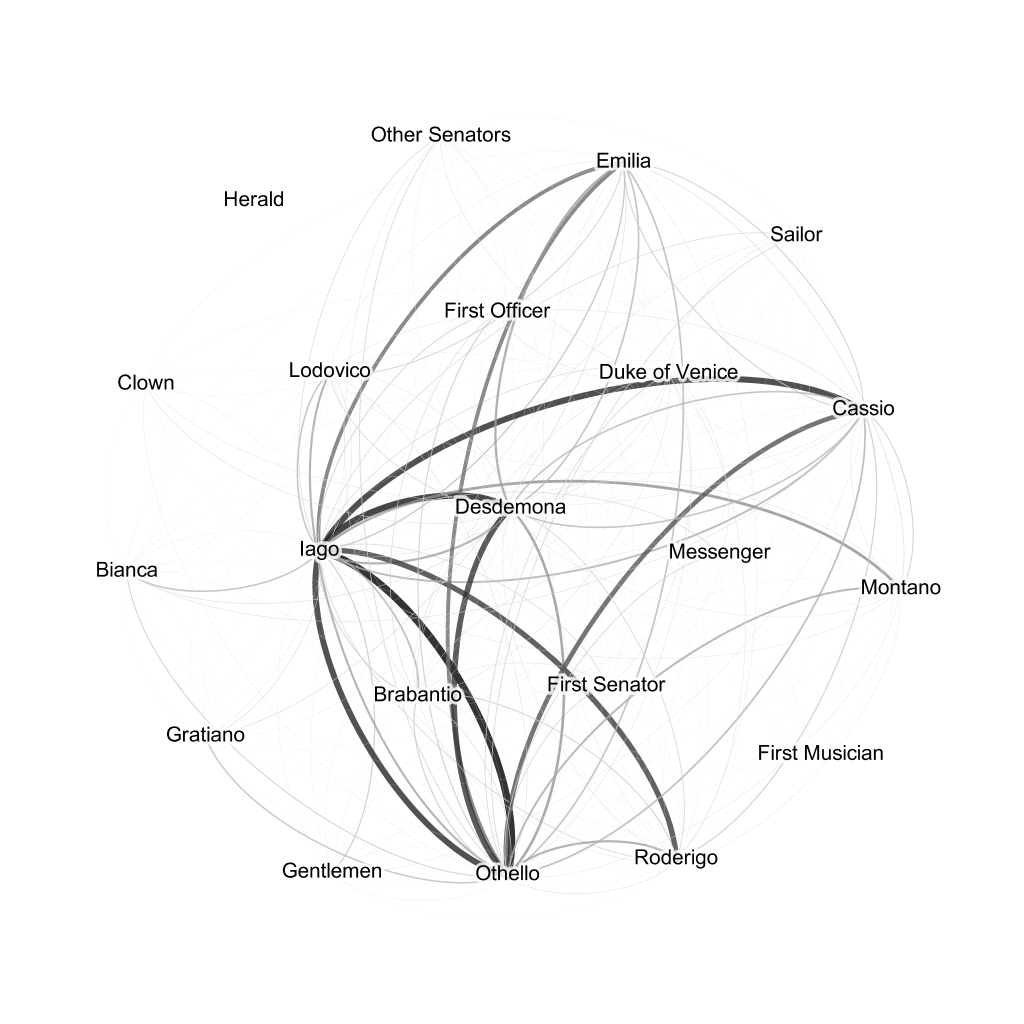 Other Senators
Emilia
Herald
Sailor
First Officer
Lodovico
Duke of Venice
Clown
Cassio
Desdemona
Iago
Messenger
Bianca
Montano
Brabantio
First Senator
Gratiano
First Musician
Roderigo
Gentlemen
Othello